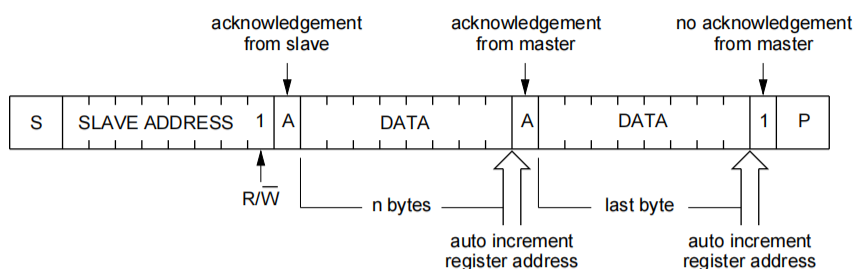 acknowledgement
from slave
acknowledgement
from master
no acknowledgement
from master
S SLAVE ADDRESS 1 A DATA A DATA 1 P
R/W̅
n bytes
last byte
auto increment
register address
auto increment
register address